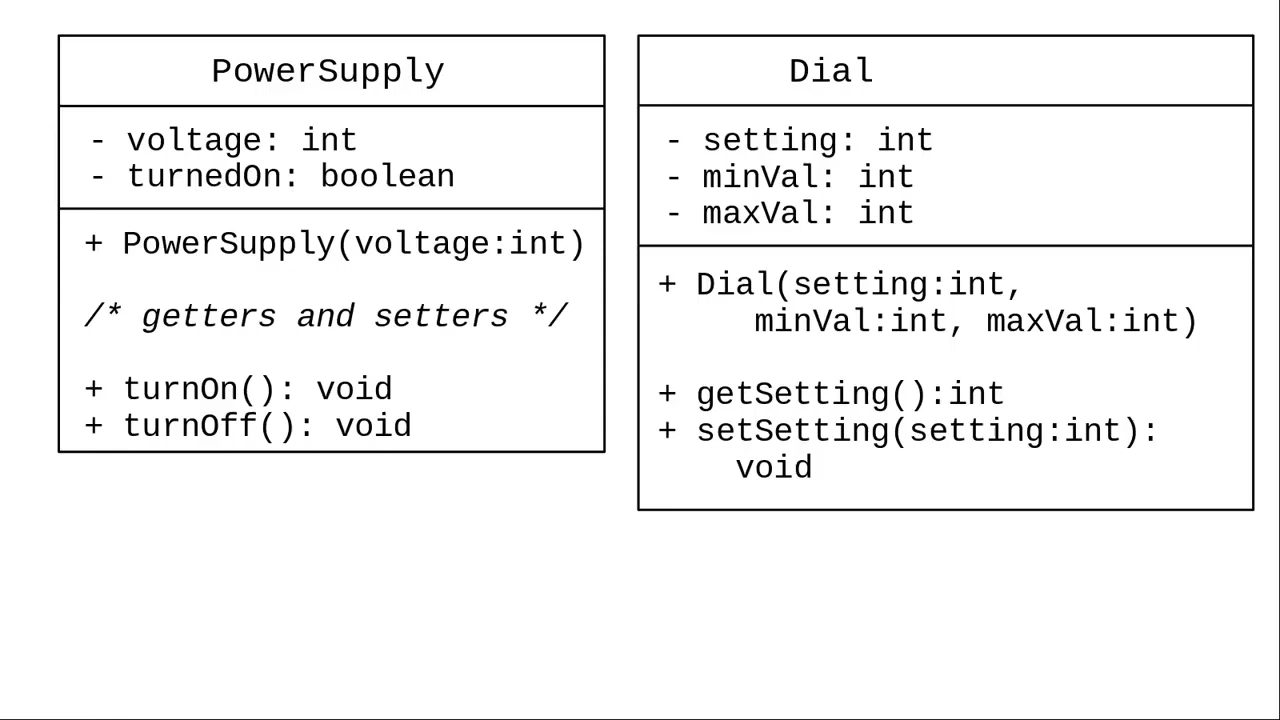 PowerSupply
- voltage: int
- turnedOn: boolean
+ PowerSupply(voltage:int)
/* getters and setters */
+ turnOn(): void
+ turnOff(): void
Dial
- setting: int
- minVal: int
- maxVal: int
+ Dial(setting:int,
minVal:int, maxVal:int)
+ getSetting():int
+ setSetting(setting:int):
void